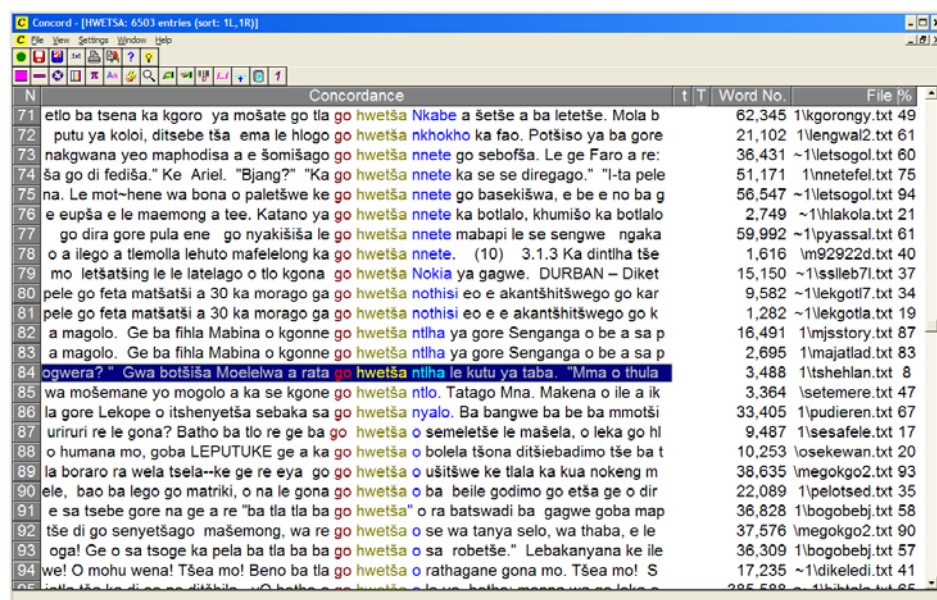 Concord - [HWETSA: 6503 entries (sort: 1L,1R)]
File View Settings Window Help
N Concordance t T Word No. File %
71 etlo ba tsena ka kgoro ya mošate go tla go hwetša Nkabe a šetše a ba letetše. Mola b 62,345 1\kgorongy.txt 49
72 putu ya koloi, ditsebe tša ema le hlogo go hwetša nkhokho ka fao. Potšiso ya ba gore 21,102 1\lengwal2.txt 61
73 nakgwana yeo maphodisa a e šomišago go hwetša nnete go sebofša. Le ge Faro a re: 36,431 ~1\letsogol.txt 60
74 ša go di fediša." Ke Ariel. "Bjang?" "Ka go hwetša nnete ka se se diregago." "I-ta pele 51,171 1\nnetefel.txt 75
75 na. Le mot~hene wa bona o paletšwe ke go hwetša nnete go basekišwa, e be e no ba g 56,547 ~1\letsogol.txt 94
76 e eupša e le maemong a tee. Katano ya go hwetša nnete ka botlalo, khumišo ka botlalo 2,749 ~1\hlakola.txt 21
77 go dira gore pula ene go nyakišiša le go hwetša nnete mabapi le se sengwe ngaka 59,992 ~1\pyassal.txt 61
78 o a ilego a tlemolla lehuto mafelelong ka go hwetša nnete. (10) 3.1.3 Ka dintlha tše 1,616 \m92922d.txt 40
79 mo letšatšing le le latelago o tlo kgona go hwetša Nokia ya gagwe. DURBAN – Diket 15,150 ~1\sslleb7l.txt 37
80 pele go feta matšatši a 30 ka morago ga go hwetša nothisi eo e akantšhitšwego go kar 9,582 ~1\lekgotl7.txt 34
81 pele go feta matšatši a 30 ka morago ga go hwetša nothisi eo e e akantšhitšwego go k 1,282 ~1\lekgotla.txt 19
82 a magolo. Ge ba fihla Mabina o kgonne go hwetša ntlha ya gore Senganga o be a sa p 16,491 1\mjsstory.txt 87
83 a magolo. Ge ba fihla Mabina o kgonne go hwetša ntlha ya gore Senganga o be a sa p 2,695 1\majatlad.txt 83
84 ogwera? " Gwa botšiša Moelelwa a rata go hwetša ntlha le kutu ya taba. "Mma o thula 3,488 1\tshehlan.txt 8
85 wa mošemane yo mogolo a ka se kgone go hwetša ntlo. Tatago Mna. Makena o ile a ik 3,364 \setemere.txt 47
86 la gore Lekope o itshenyetša sebaka sa go hwetša nyalo. Ba bangwe ba be ba mmotši 33,405 1\pudieren.txt 67
87 uriruri re le gona? Batho ba tlo re ge ba go hwetša o semeletše le mašela, o leka go hl 9,487 1\sesafele.txt 17
88 o humana mo, goba LEPUTUKE ge a ka go hwetša o bolela tšona ditšiebadimo tše ba t 10,253 \osekewan.txt 20
89 la boraro ra wela tsela--ke ge re eya go go hwetša o ušitšwe ke tlala ka kua nokeng m 38,635 \megokgo2.txt 93
90 ele, bao ba lego go matriki, o na le gona go hwetša o ba beile godimo go etša ge o dir 22,089 1\pelotsed.txt 35
91 e sa tsebe gore na ge a re "ba tla tla ba go hwetša" o ra batswadi ba gagwe goba map 36,828 1\bogobebj.txt 58
92 tše di go senyetšago mašemong, wa re go hwetša o se wa tanya selo, wa thaba, e le 37,576 \megokgo2.txt 90
93 oga! Ge o sa tsoge ka pela ba tla ba ba go hwetša o sa robetše." Lebakanyana ke ile 36,309 1\bogobebj.txt 57
94 we! O mohu wena! Tšea mo! Beno ba tla go hwetša o rathagane gona mo. Tšea mo! S 17,235 ~1\dikeledi.txt 41